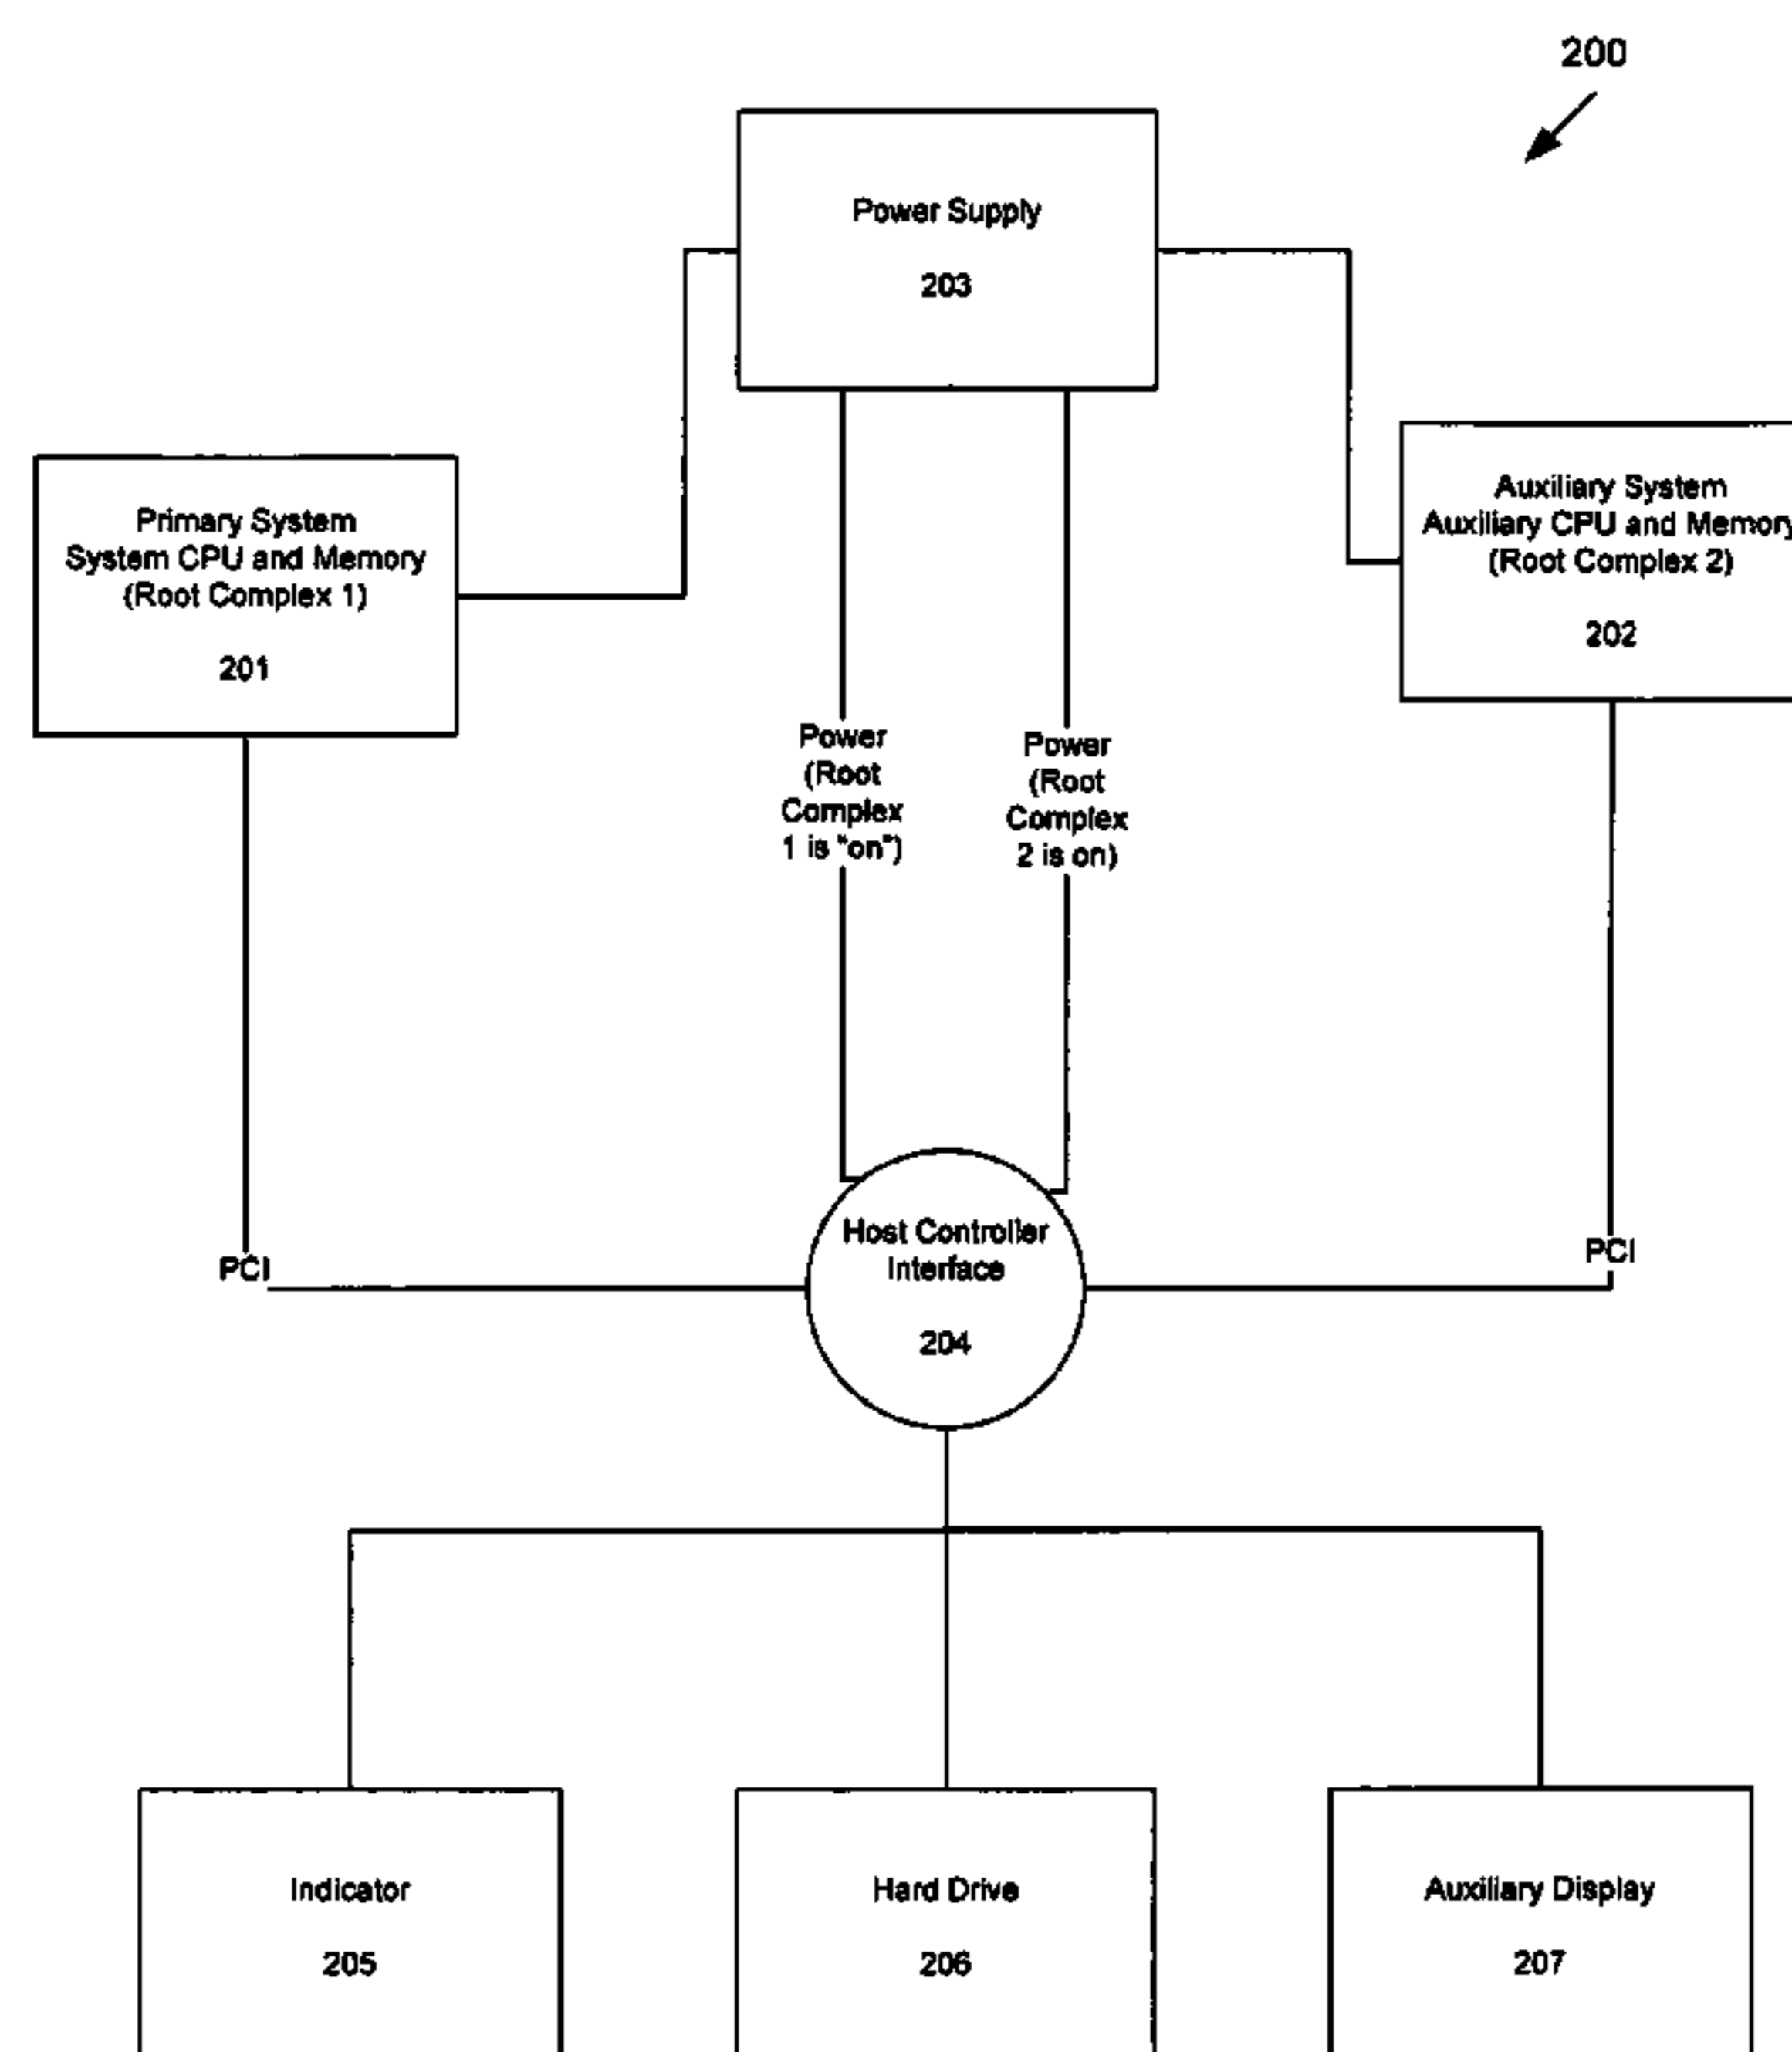 200
Power Supply
203
Primary System
System CPU and Memory
(Root Complex 1)
201
Auxiliary System
Auxiliary CPU and Memory
(Root Complex 2)
202
Power
(Root
Complex
1 is "on")
Power
(Root
Complex
2 is on)
PCI
Host Controller
Interface
204
PCI
Indicator
205
Hard Drive
206
Auxiliary Display
207